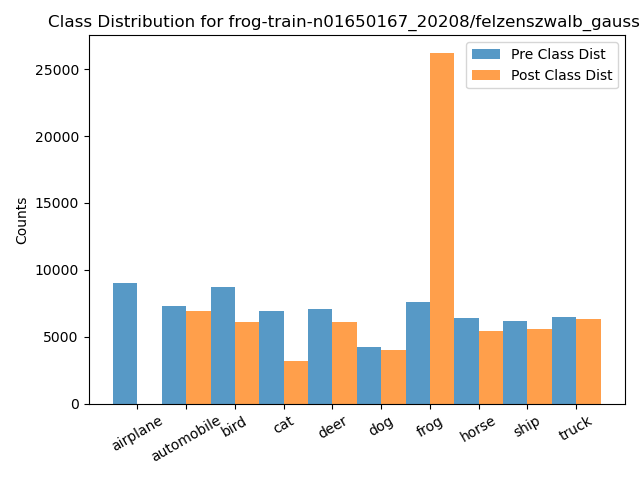 Class Distribution for frog-train-n01650167_20208/felzenszwalb_gauss
Pre Class Dist
Post Class Dist
Counts
25000
20000
15000
10000
5000
0
airplane
automobile
bird
cat
deer
dog
frog
horse
ship
truck